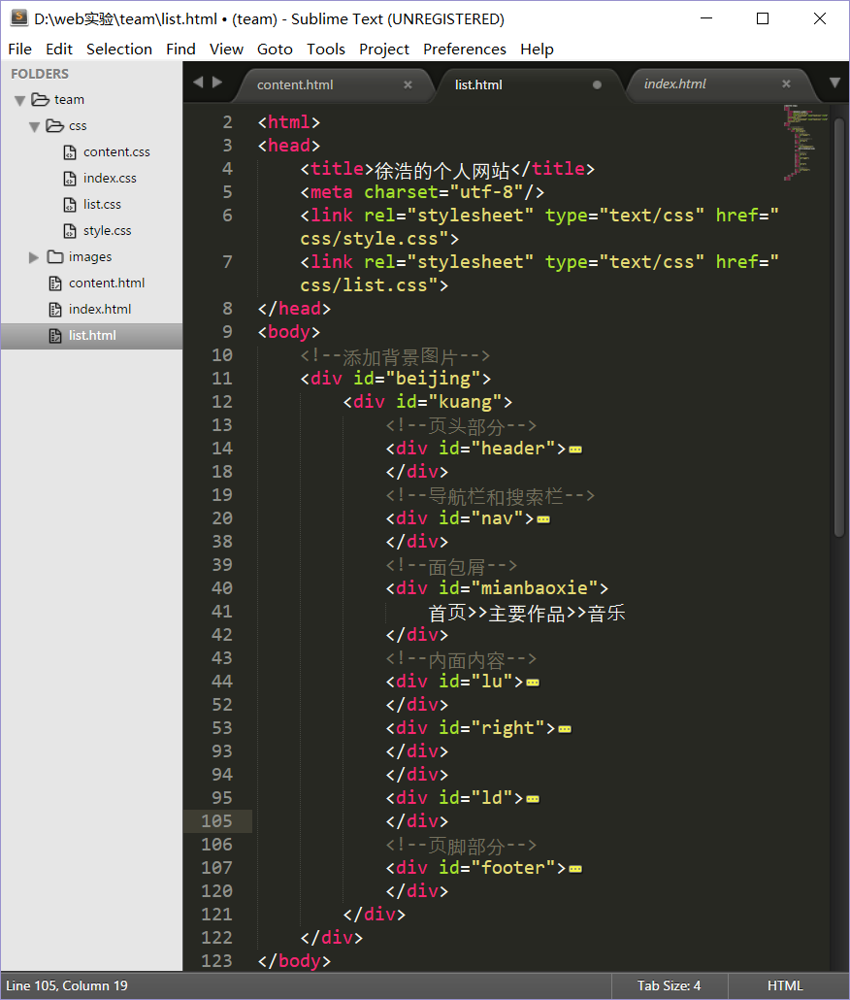 D:\web实验\team\list.html • (team) - Sublime Text (UNREGISTERED)
File Edit Selection Find View Goto Tools Project Preferences Help
FOLDERS
team
css
content.css
index.css
list.css
style.css
images
content.html
index.html
list.html
content.html × list.html index.html ×
2 <html>
3 <head>
4 <title>徐浩的个人网站</title>
5 <meta charset="utf-8"/>
6 <link rel="stylesheet" type="text/css" href="
css/style.css">
7 <link rel="stylesheet" type="text/css" href="
css/list.css">
8 </head>
9 <body>
10 <!--添加背景图片-->
11 <div id="beijing">
12 <div id="kuang">
13 <!--页头部分-->
14 <div id="header">
18 </div>
19 <!--导航栏和搜索栏-->
20 <div id="nav">
38 </div>
39 <!--面包屑-->
40 <div id="mianbaoxie">
41 首页>>主要作品>>音乐
42 </div>
43 <!--内面内容-->
44 <div id="lu">
52 </div>
53 <div id="right">
93 </div>
94 </div>
95 <div id="ld">
105 </div>
106 <!--页脚部分-->
107 <div id="footer">
120 </div>
121 </div>
122 </div>
123 </body>
Line 105, Column 19 Tab Size: 4 HTML